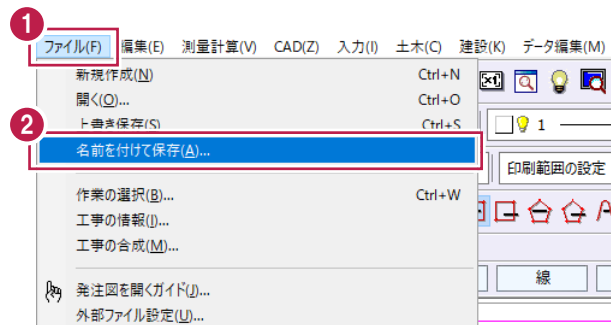 1
ファイル(F) 編集(E) 測量計算(V) CAD(Z) 入力(I) 土木(C) 建設(K) データ編集(M)
新規作成(N) Ctrl+N
開く(O)... Ctrl+O
2
上書き保存(S) Ctrl+S
1
名前を付けて保存(A)...
印刷範囲の設定
作業の選択(B)... Ctrl+W
工事の情報(I)...
工事の合成(M)...
発注図を開くガイド(J)...
線
外部ファイル設定(U)...